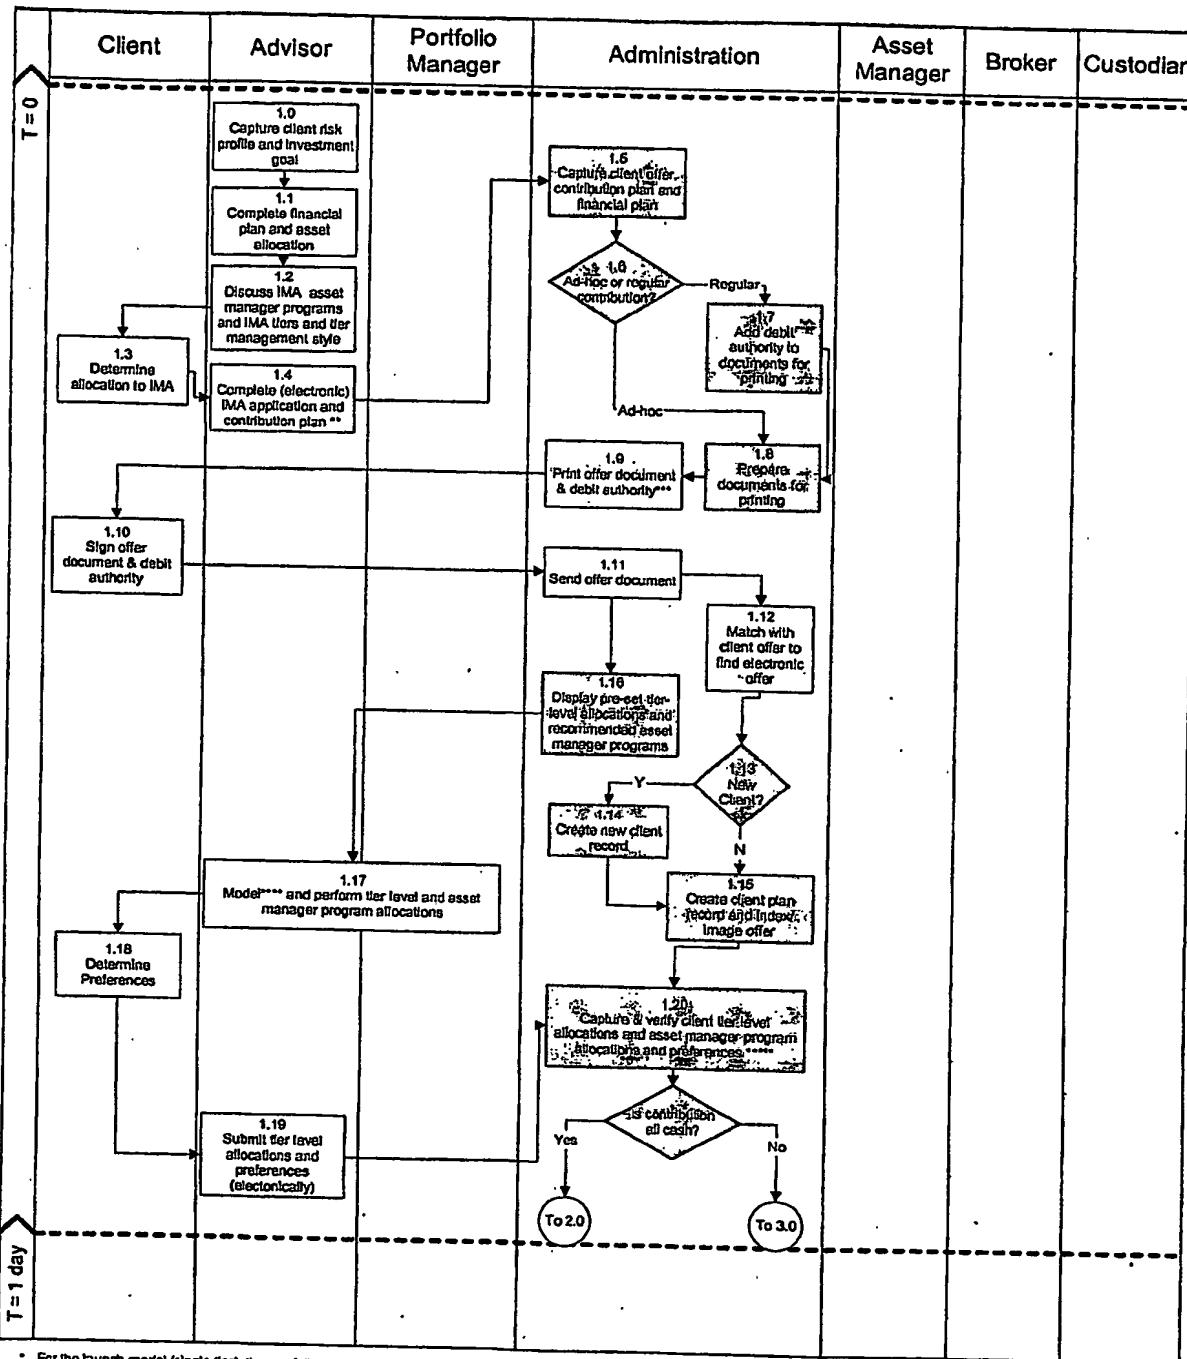 Client
Advisor
Portfolio
Manager
Administration
Asset
Manager
Broker
Custodian
T = 0
1.0
Capture client risk
profile and investment
goal
1.1
Complete financial
plan and asset
allocation
1.2
Discuss IMA asset
manager programs
and IMA tiers and tier
management style
1.3
Determine
allocation to IMA
1.4
Complete (electronic)
IMA application and
contribution plan **
1.5
Capture client offer
contribution plan and
financial plan
1.6
Ad-hoc or regular
contribution?
Regular
1.7
Add debit
authority to
documents for
printing
Ad-hoc
1.8
Prepare
documents for
printing
1.9
Print offer document
& debit authority***
1.10
Sign offer
document & debit
authority
1.11
Send offer document
1.12
Match with
client offer to
find electronic
offer
1.16
Display pre-set tier-
level allocations and
recommended asset
manager programs
1.13
New
Client?
Y
N
1.14
Create new client
record
1.15
Create client plan
record and index
image offer
1.17
Model**** and perform tier level and asset
manager program allocations
1.18
Determine
Preferences
1.20
Capture & verify client tier-level
allocations and asset manager program
allocations and preferences *****
1.19
Submit tier level
allocations and
preferences
(electonically)
Is contribution
all cash?
Yes
No
To 2.0
To 3.0
T = 1 day